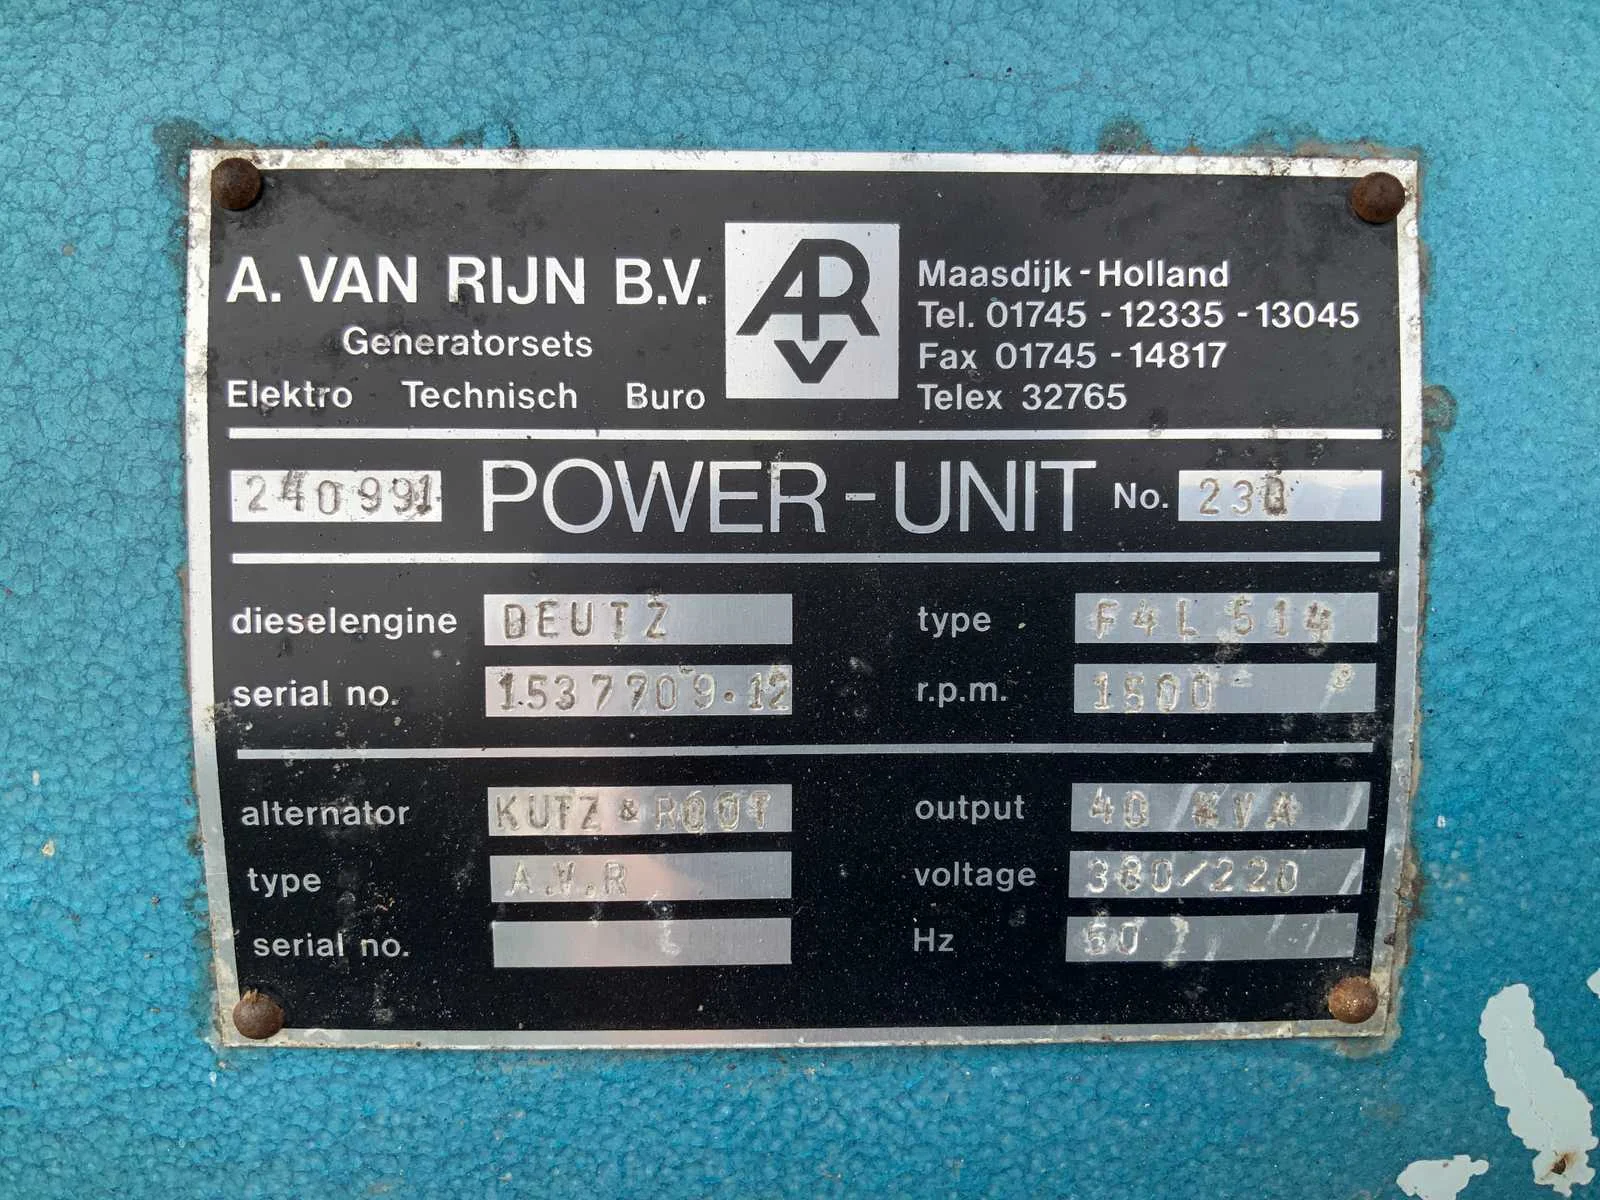 A. VAN RIJN B.V.
Generatorsets
Elektro Technisch Buro
ARV
Maasdijk - Holland
Tel. 01745 - 12335 - 13045
Fax 01745 - 14817
Telex 32765
240991 POWER-UNIT No. 230
dieselengine DEUTZ type F4L 514
serial no. 1537709.12 r.p.m. 1500
alternator KUTZ & ROOT output 40 KVA
type A.V.R voltage 380/220
serial no. Hz 50